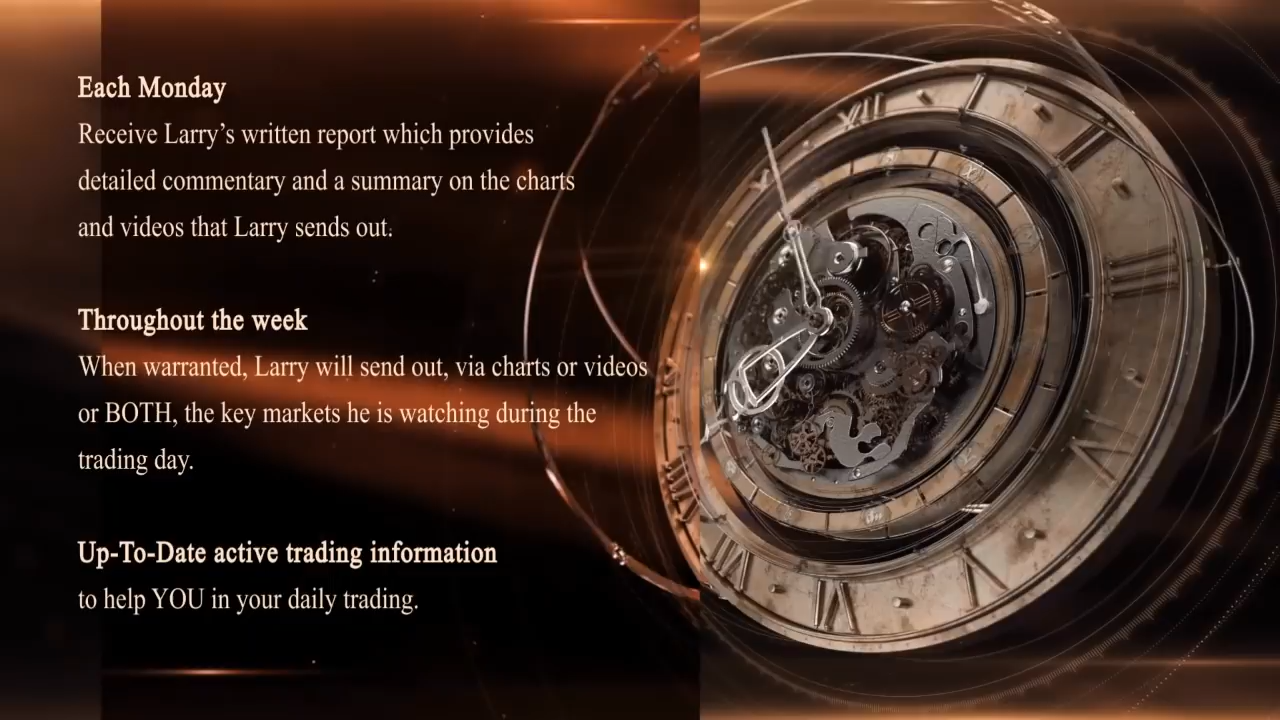 Each Monday
Receive Larry’s written report which provides
detailed commentary and a summary on the charts
and videos that Larry sends out.
Throughout the week
When warranted, Larry will send out, via charts or videos
or BOTH, the key markets he is watching during the
trading day.
Up-To-Date active trading information
to help YOU in your daily trading.